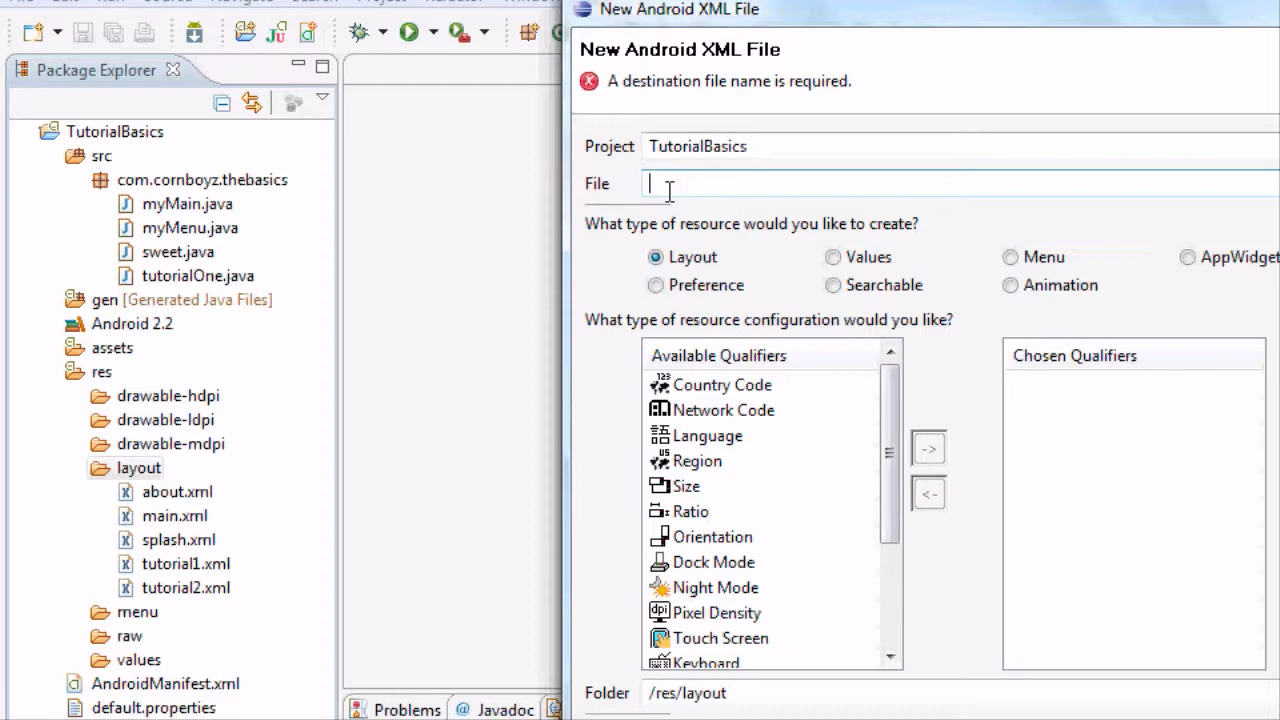 New Android XML File
Package Explorer
TutorialBasics
src
com.cornboyz.thebasics
myMain.java
myMenu.java
sweet.java
tutorialOne.java
gen [Generated Java Files]
Android 2.2
assets
res
drawable-hdpi
drawable-ldpi
drawable-mdpi
layout
about.xml
main.xml
splash.xml
tutorial1.xml
tutorial2.xml
menu
raw
values
AndroidManifest.xml
default.properties
Problems
@ Javadoc
New Android XML File
A destination file name is required.
Project TutorialBasics
File
What type of resource would you like to create?
Layout Values Menu AppWidget
Preference Searchable Animation
What type of resource configuration would you like?
Available Qualifiers
Country Code
Network Code
Language
Region
Size
Ratio
Orientation
Dock Mode
Night Mode
Pixel Density
Touch Screen
Keyboard
->
<-
Chosen Qualifiers
Folder /res/layout